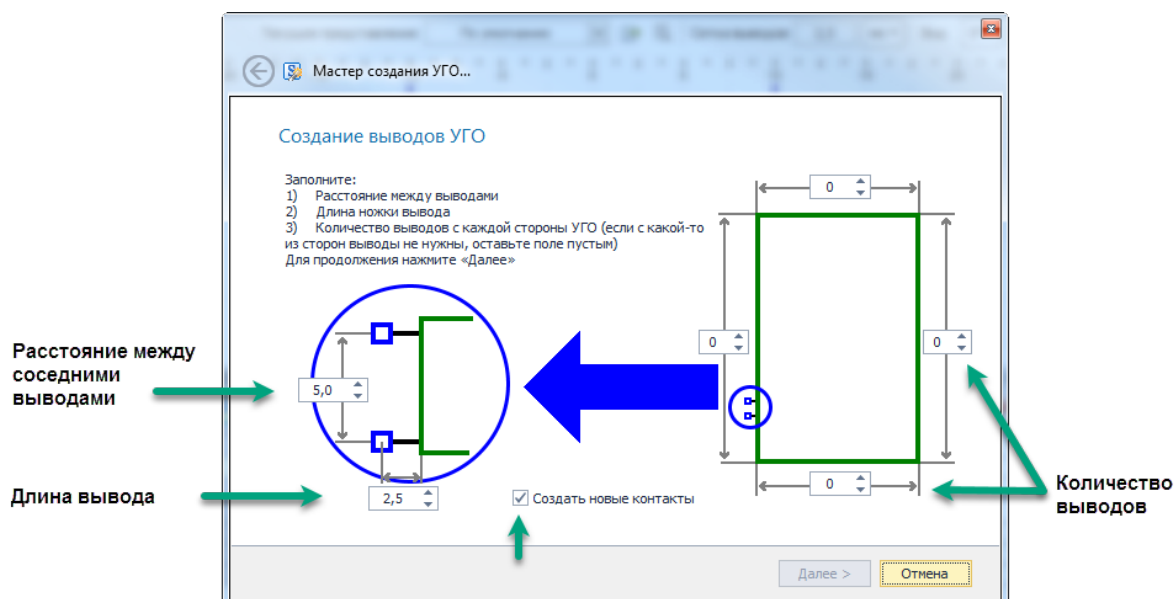 Мастер создания УГО...
Создание выводов УГО
Заполните:
1) Расстояние между выводами
2) Длина ножки вывода
3) Количество выводов с каждой стороны УГО (если с какой-то
из сторон выводы не нужны, оставьте поле пустым)
Для продолжения нажмите «Далее»
0
0
0
0
Расстояние между
соседними
выводами
5,0
Длина вывода
2,5
Создать новые контакты
Количество
выводов
Далее >
Отмена